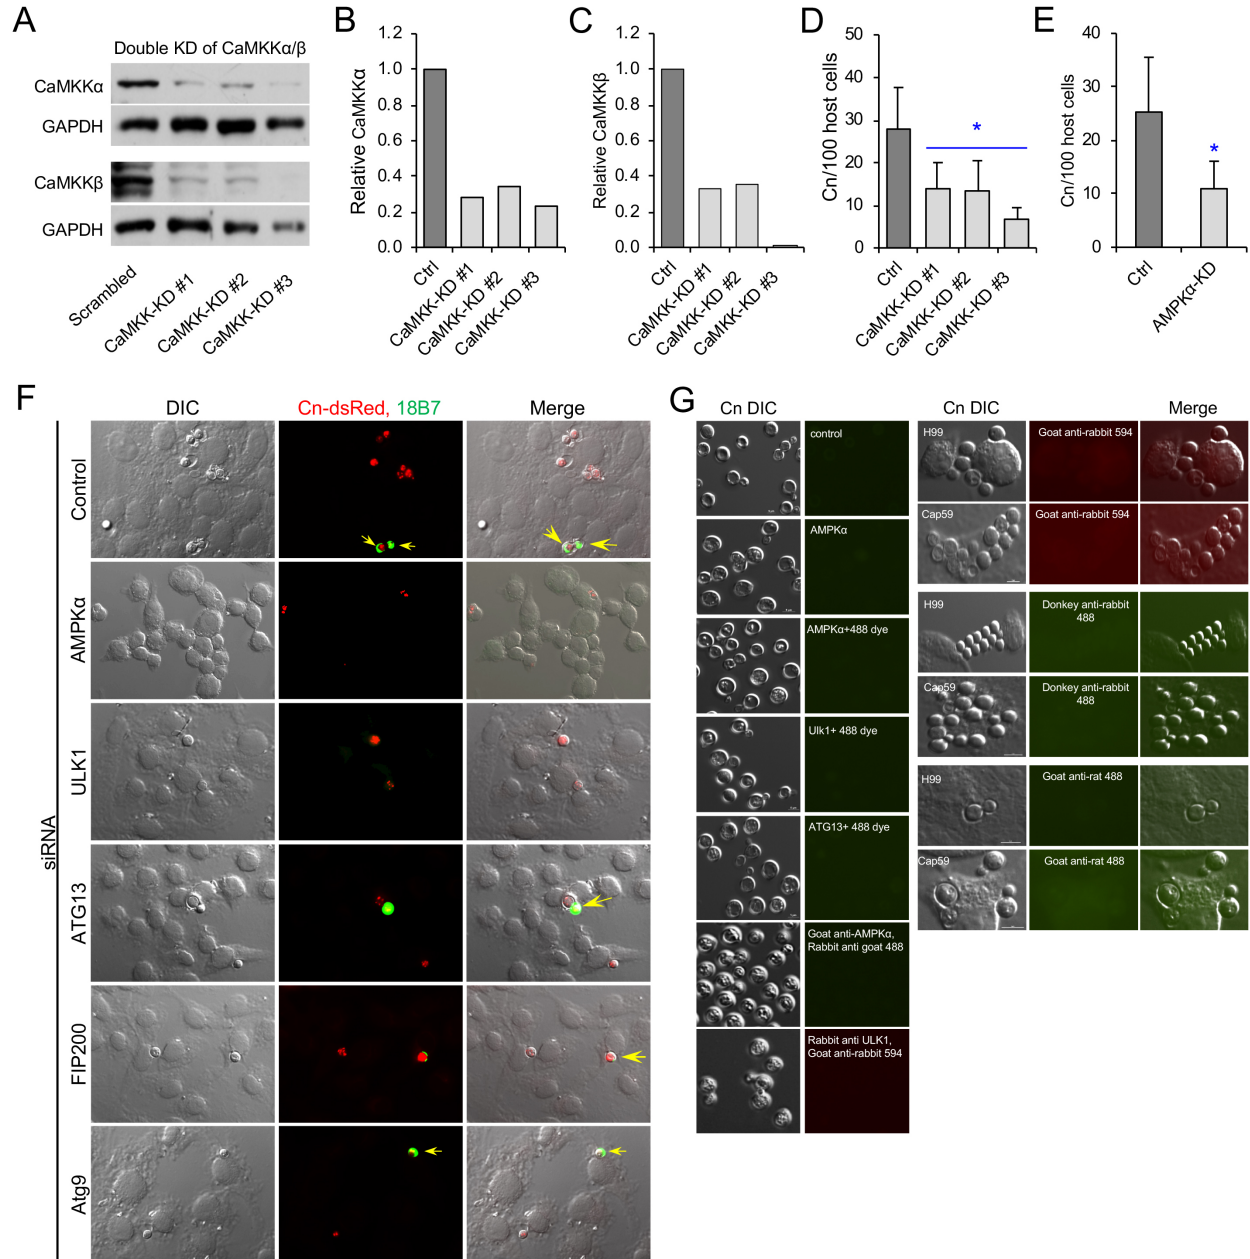 A
Double KD of CaMKKα/β
CaMKKα
GAPDH
CaMKKβ
GAPDH
Scrambled
CaMKK-KD #1
CaMKK-KD #2
CaMKK-KD #3
B
Relative CaMKKα
1.2
1.0
0.8
0.6
0.4
0.2
0.0
Ctrl
CaMKK-KD #1
CaMKK-KD #2
CaMKK-KD #3
C
Relative CaMKKβ
1.2
1.0
0.8
0.6
0.4
0.2
0.0
Ctrl
CaMKK-KD #1
CaMKK-KD #2
CaMKK-KD #3
D
Cn/100 host cells
50
40
30
20
10
0
*
Ctrl
CaMKK-KD #1
CaMKK-KD #2
CaMKK-KD #3
E
Cn/100 host cells
40
30
20
10
0
*
Ctrl
AMPKα-KD
F
DIC
Cn-dsRed, 18B7
Merge
siRNA
Control
AMPKα
ULK1
ATG13
FIP200
Atg9
G
Cn DIC
control
AMPKα
AMPKα+488 dye
Ulk1+ 488 dye
ATG13+ 488 dye
Goat anti-AMPKα,
Rabbit anti goat 488
Rabbit anti ULK1,
Goat anti-rabbit 594
Cn DIC
Merge
H99
Goat anti-rabbit 594
Cap59
Goat anti-rabbit 594
H99
Donkey anti-rabbit
488
Cap59
Donkey anti-rabbit
488
H99
Goat anti-rat 488
Cap59
Goat anti-rat 488